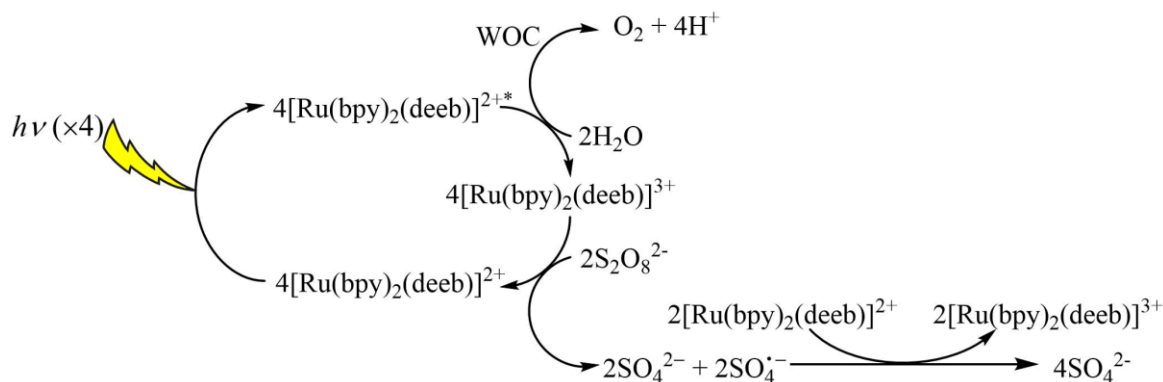 WOC
O₂ + 4H⁺
4[Ru(bpy)₂(deeb)]²⁺*
hν (×4)
2H₂O
4[Ru(bpy)₂(deeb)]³⁺
2S₂O₈²⁻
4[Ru(bpy)₂(deeb)]²⁺
2[Ru(bpy)₂(deeb)]²⁺ 2[Ru(bpy)₂(deeb)]³⁺
2SO₄²⁻ + 2SO₄·⁻ 4SO₄²⁻